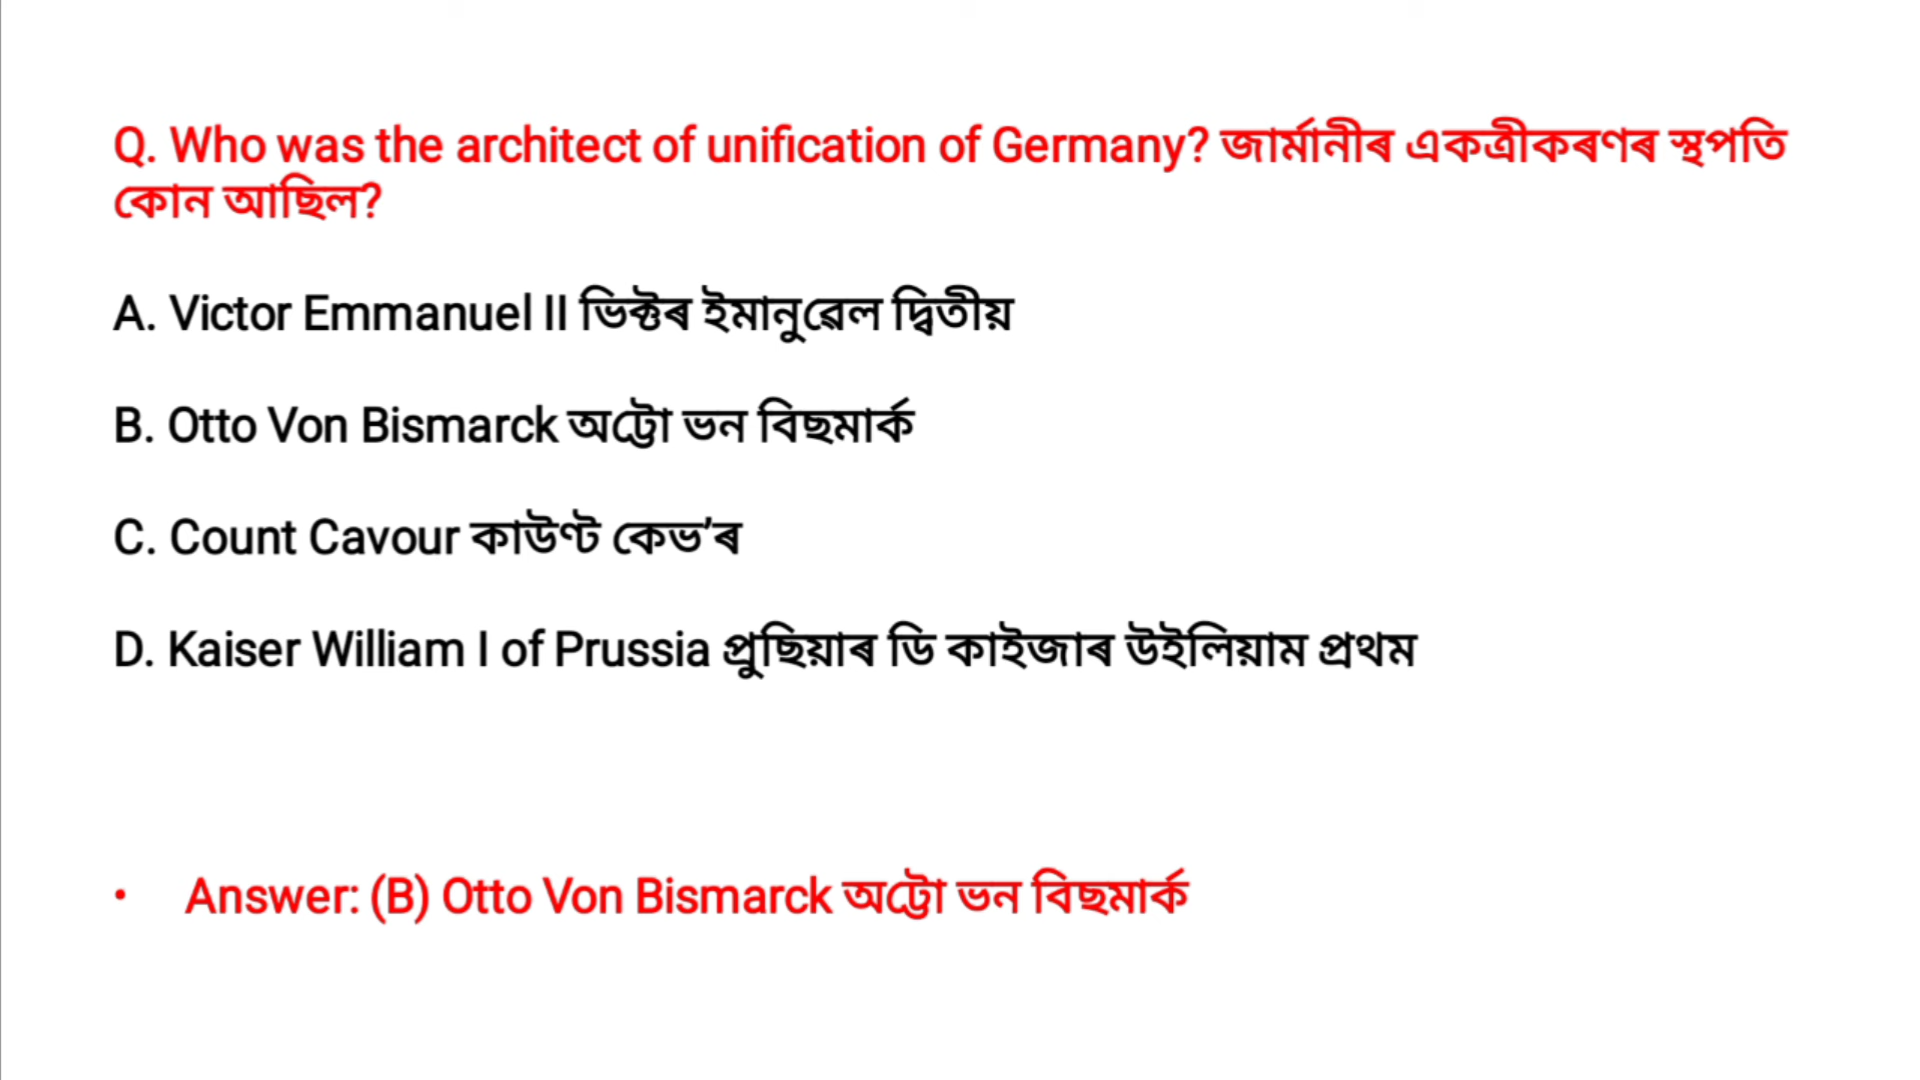 Q. Who was the architect of unification of Germany? জাৰ্মানীৰ একত্ৰীকৰণৰ স্থপতি
কোন আছিল?
A. Victor Emmanuel II ভিক্টৰ ইমানুৱেল দ্বিতীয়
B. Otto Von Bismarck অট্টো ভন বিছমাৰ্ক
C. Count Cavour কাউণ্ট কেভ’ৰ
D. Kaiser William I of Prussia প্ৰুছিয়াৰ ডি কাইজাৰ উইলিয়াম প্ৰথম
• Answer: (B) Otto Von Bismarck অট্টো ভন বিছমাৰ্ক